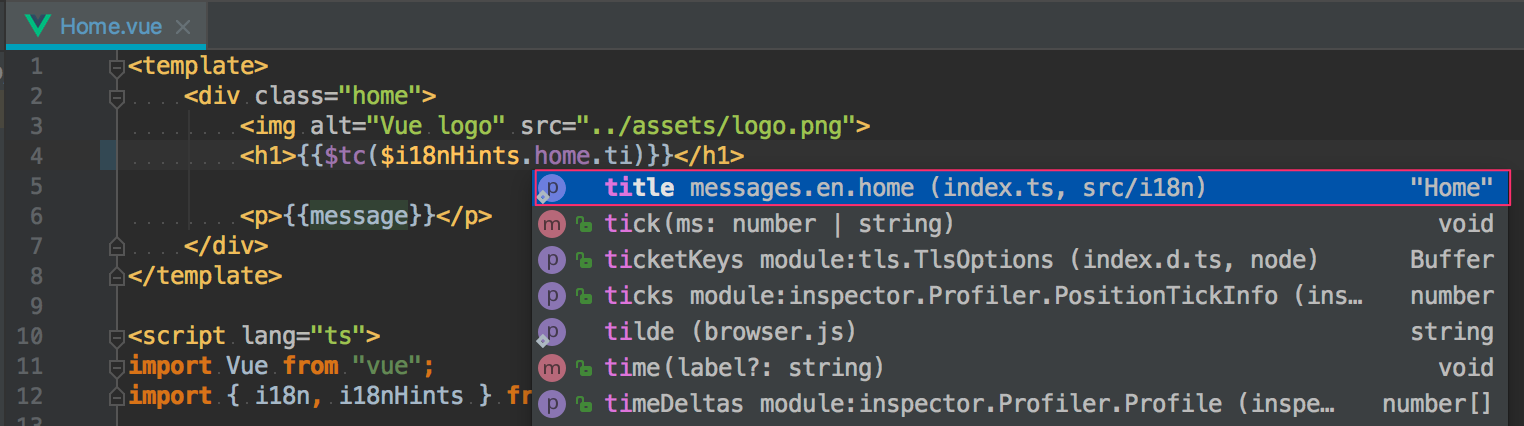 Home.vue
1 <template>
2 <div class="home">
3 <img alt="Vue logo" src="../assets/logo.png">
4 <h1>{{$tc($i18nHints.home.ti)}}</h1>
5
6 <p>{{message}}</p>
7 </div>
8 </template>
9
10 <script lang="ts">
11 import Vue from "vue";
12 import { i18n, i18nHints } fr
13
p title messages.en.home (index.ts, src/i18n) "Home"
m tick(ms: number | string) void
p ticketKeys module:tls.TlsOptions (index.d.ts, node) Buffer
p ticks module:inspector.Profiler.PositionTickInfo (ins… number
p tilde (browser.js) string
m time(label?: string) void
p timeDeltas module:inspector.Profiler.Profile (inspe… number[]